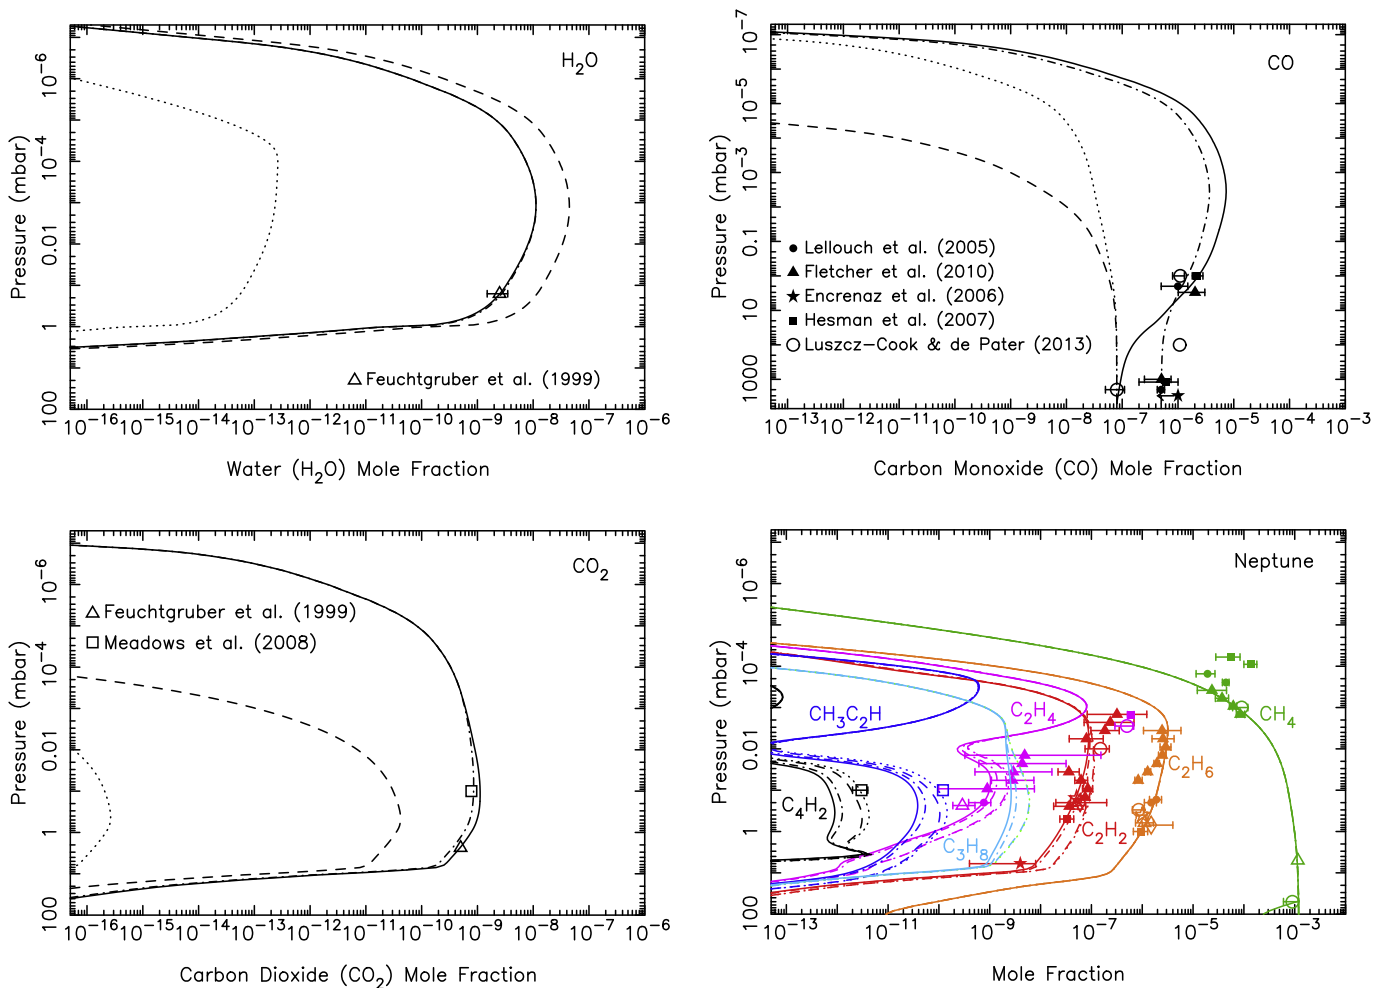 H2O
10^-6
10^-4
0.01
1
100
Pressure (mbar)
△ Feuchtgruber et al. (1999)
10^-16 10^-15 10^-14 10^-13 10^-12 10^-11 10^-10 10^-9 10^-8 10^-7 10^-6
Water (H2O) Mole Fraction
CO
10^-7
10^-5
10^-3
0.1
10
1000
Pressure (mbar)
Lellouch et al. (2005)
Fletcher et al. (2010)
Encrenaz et al. (2006)
Hesman et al. (2007)
Luszcz-Cook & de Pater (2013)
10^-13 10^-12 10^-11 10^-10 10^-9 10^-8 10^-7 10^-6 10^-5 10^-4 10^-3
Carbon Monoxide (CO) Mole Fraction
CO2
10^-6
10^-4
0.01
1
100
Pressure (mbar)
Feuchtgruber et al. (1999)
Meadows et al. (2008)
10^-16 10^-15 10^-14 10^-13 10^-12 10^-11 10^-10 10^-9 10^-8 10^-7 10^-6
Carbon Dioxide (CO2) Mole Fraction
Neptune
10^-6
10^-4
0.01
1
100
Pressure (mbar)
CH3C2H
C2H4
CH4
C2H6
C4H2
C3H8
C2H2
10^-13 10^-11 10^-9 10^-7 10^-5 10^-3
Mole Fraction